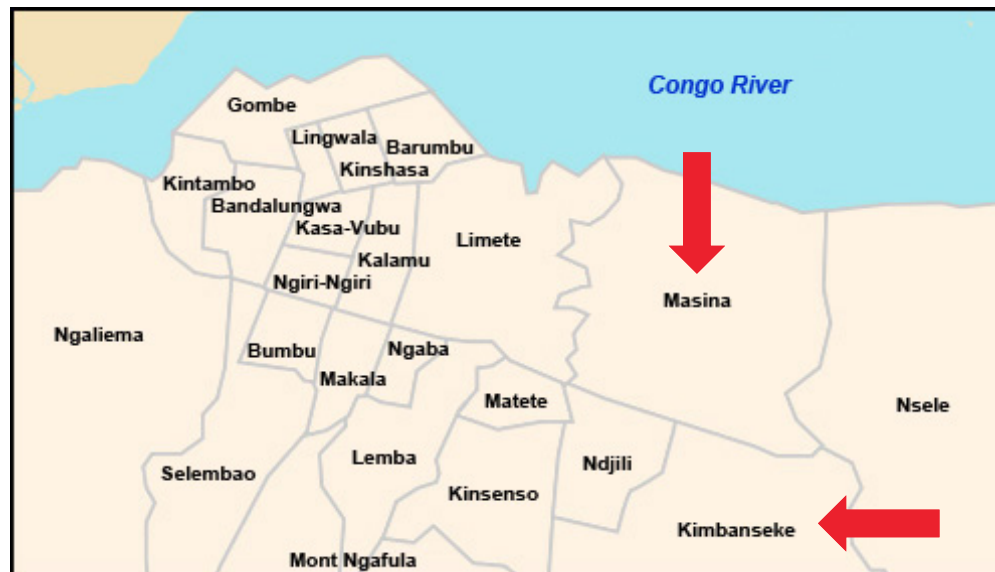 Congo River
Gombe
Lingwala
Barumbu
Kinshasa
Kintambo
Bandalungwa
Kasa-Vubu
Limete
Kalamu
Ngiri-Ngiri
Masina
Ngaliema
Bumbu
Ngaba
Makala
Matete
Nsele
Lemba
Ndjili
Selembao
Kinsenso
Kimbanseke
Mont Ngafula